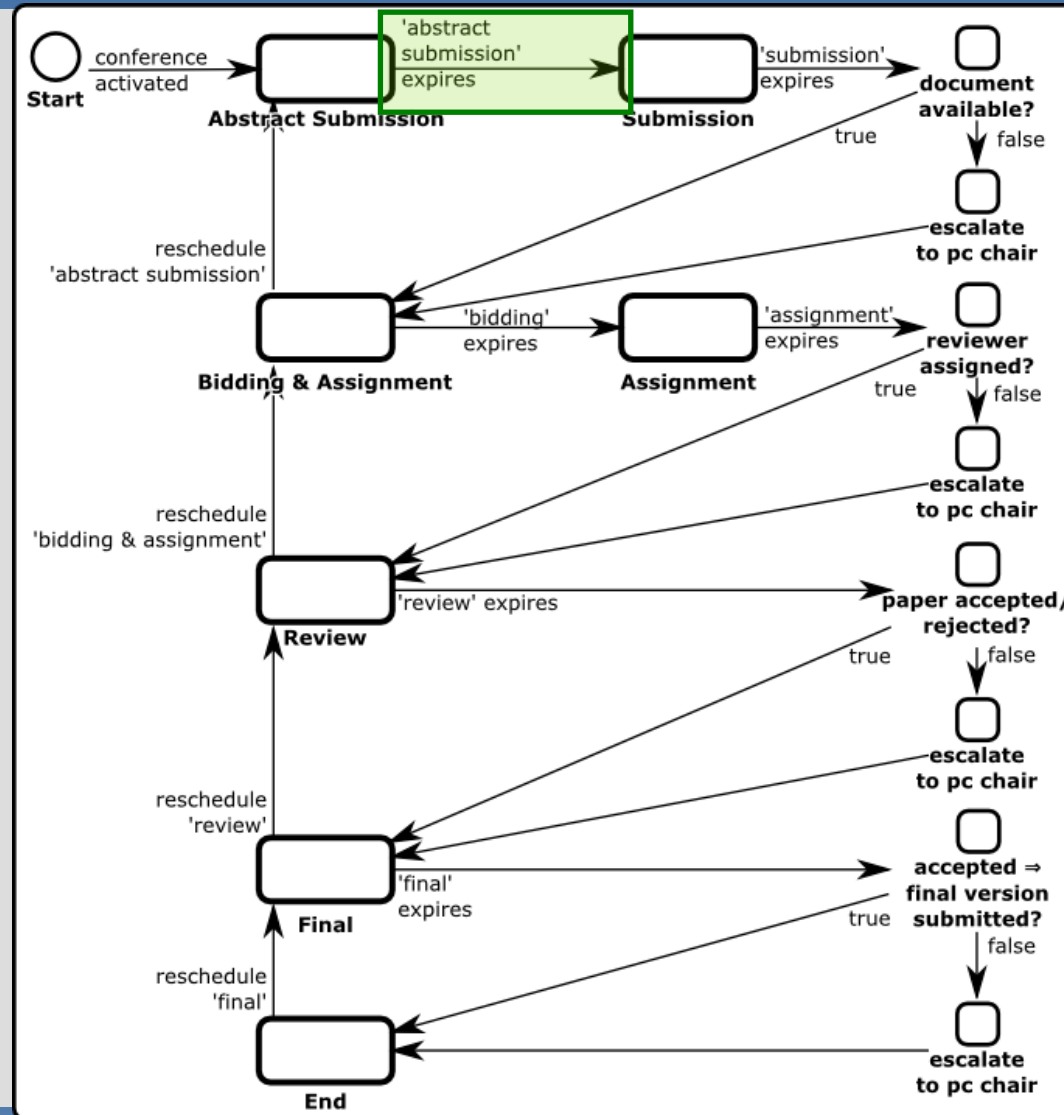 conference
activated
Start
'abstract
submission'
expires
Abstract Submission
Submission
'submission'
expires
document
available?
true
false
escalate
to pc chair
reschedule
'abstract submission'
Bidding & Assignment
'bidding'
expires
Assignment
'assignment'
expires
reviewer
assigned?
true
false
escalate
to pc chair
reschedule
'bidding & assignment'
Review
'review' expires
paper accepted/
rejected?
true
false
escalate
to pc chair
reschedule
'review'
Final
'final'
expires
accepted ⇒
final version
submitted?
true
false
escalate
to pc chair
reschedule
'final'
End